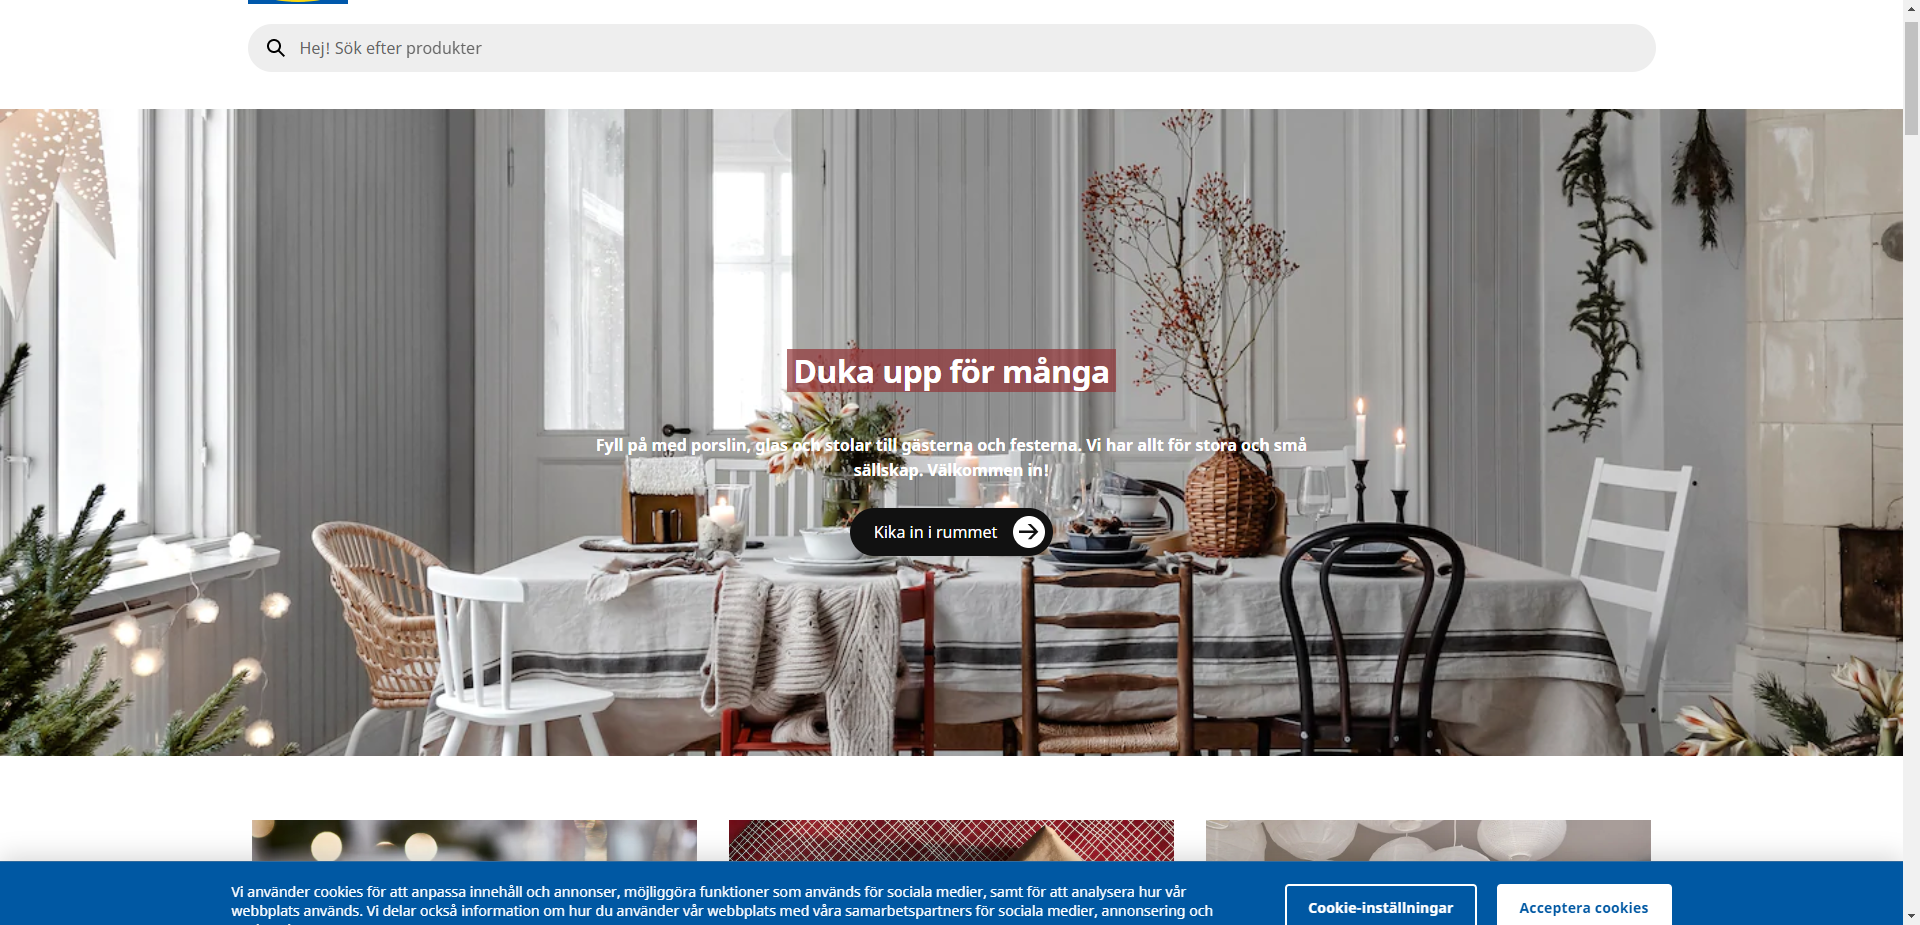 Hej! Sök efter produkter
Duka upp för många
Fyll på med porslin, glas och stolar till gästerna och festerna. Vi har allt för stora och små
sällskap. Välkommen in!
Kika in i rummet
Vi använder cookies för att anpassa innehåll och annonser, möjliggöra funktioner som används för sociala medier, samt för att analysera hur vår
webbplats används. Vi delar också information om hur du använder vår webbplats med våra samarbetspartners för sociala medier, annonsering och
Cookie-inställningar
Acceptera cookies